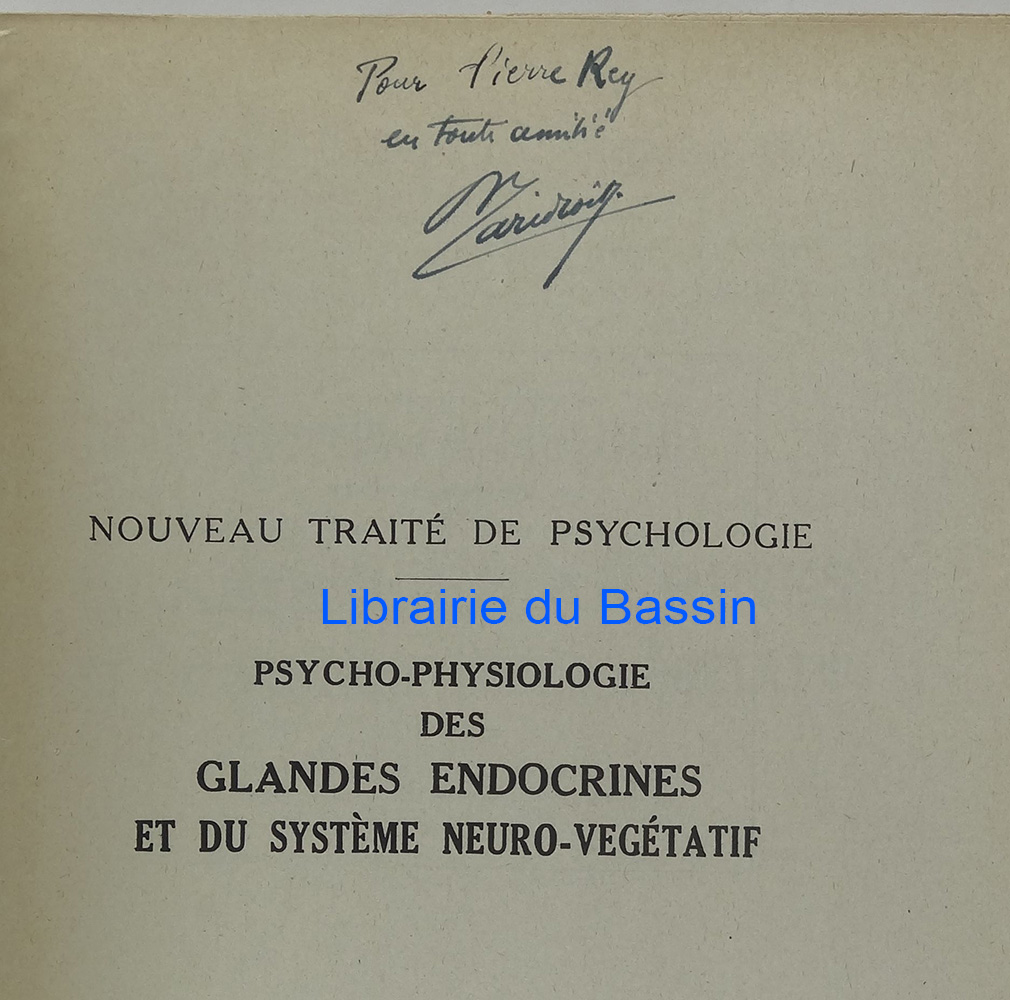 Pour Pierre Rey
en toute amitié
NOUVEAU TRAITÉ DE PSYCHOLOGIE
Librairie du Bassin
PSYCHO-PHYSIOLOGIE
DES
GLANDES ENDOCRINES
ET DU SYSTÈME NEURO-VEGÉTATIF